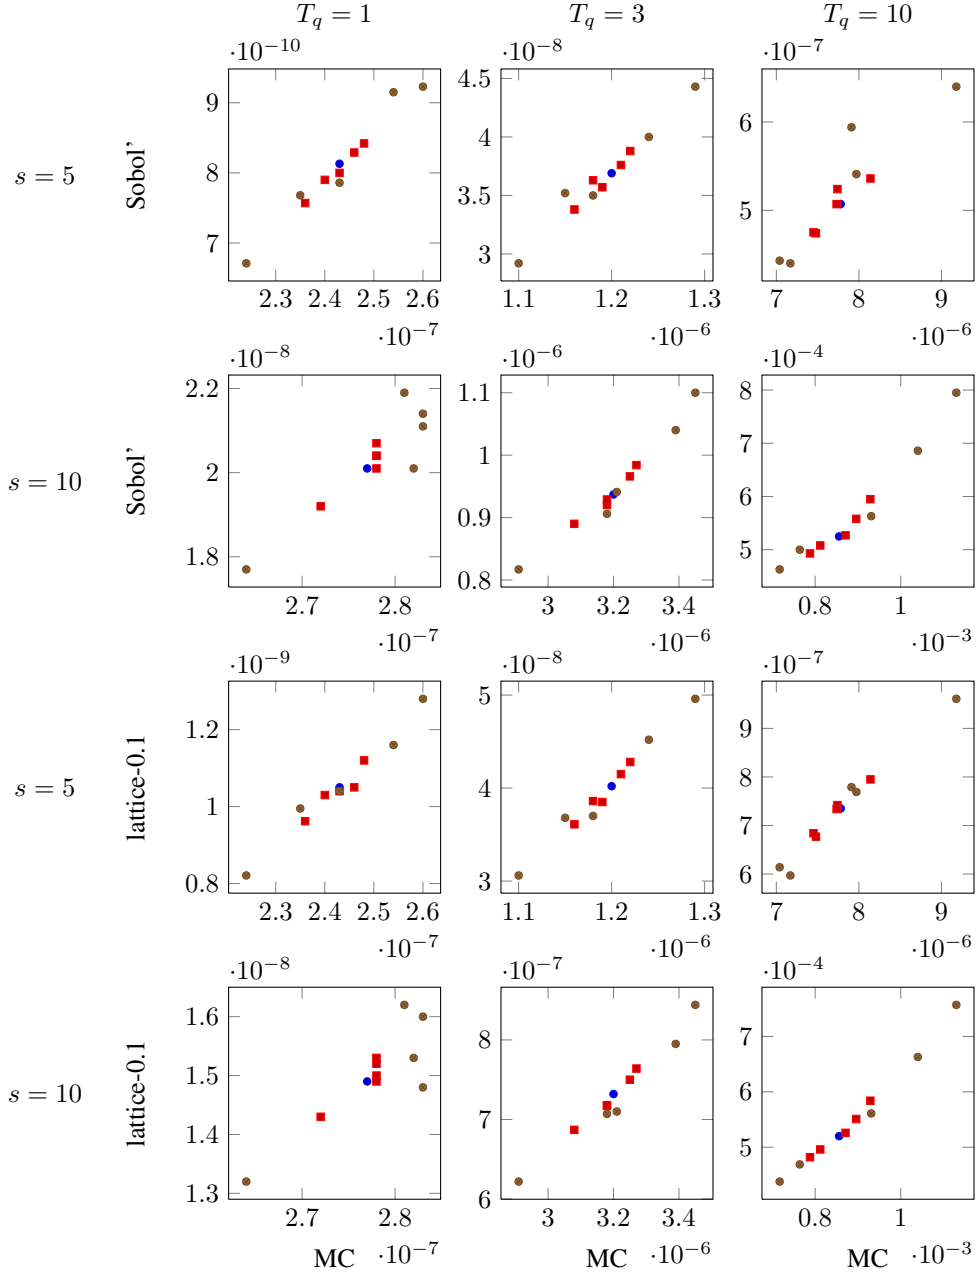 T_q = 1 T_q = 3 T_q = 10
·10^−10 ·10^−8 ·10^−7
s = 5 Sobol’
9 8 7
2.3 2.4 2.5 2.6
4.5 4 3.5 3
1.1 1.2 1.3
6 5
7 8 9
·10^−7 ·10^−6 ·10^−6
·10^−8 ·10^−6 ·10^−4
s = 10 Sobol’
2.2 2 1.8
2.7 2.8
1.1 1 0.9 0.8
3 3.2 3.4
8 7 6 5
0.8 1
·10^−7 ·10^−6 ·10^−3
·10^−9 ·10^−8 ·10^−7
s = 5 lattice-0.1
1.2 1 0.8
2.3 2.4 2.5 2.6
5 4 3
1.1 1.2 1.3
9 8 7 6
7 8 9
·10^−7 ·10^−6 ·10^−6
·10^−8 ·10^−7 ·10^−4
s = 10 lattice-0.1
1.6 1.5 1.4 1.3
2.7 2.8
8 7 6
3 3.2 3.4
7 6 5
0.8 1
MC ·10^−7 MC ·10^−6 MC ·10^−3